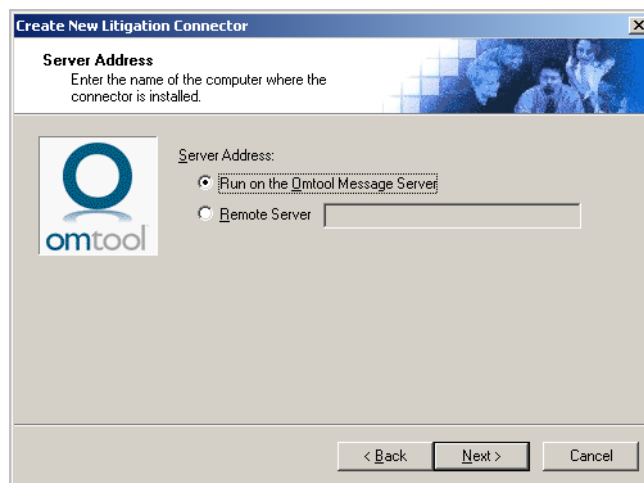 Create New Litigation Connector
Server Address
Enter the name of the computer where the
connector is installed.
omtool
Server Address:
Run on the Omtool Message Server
Remote Server
< Back
Next >
Cancel